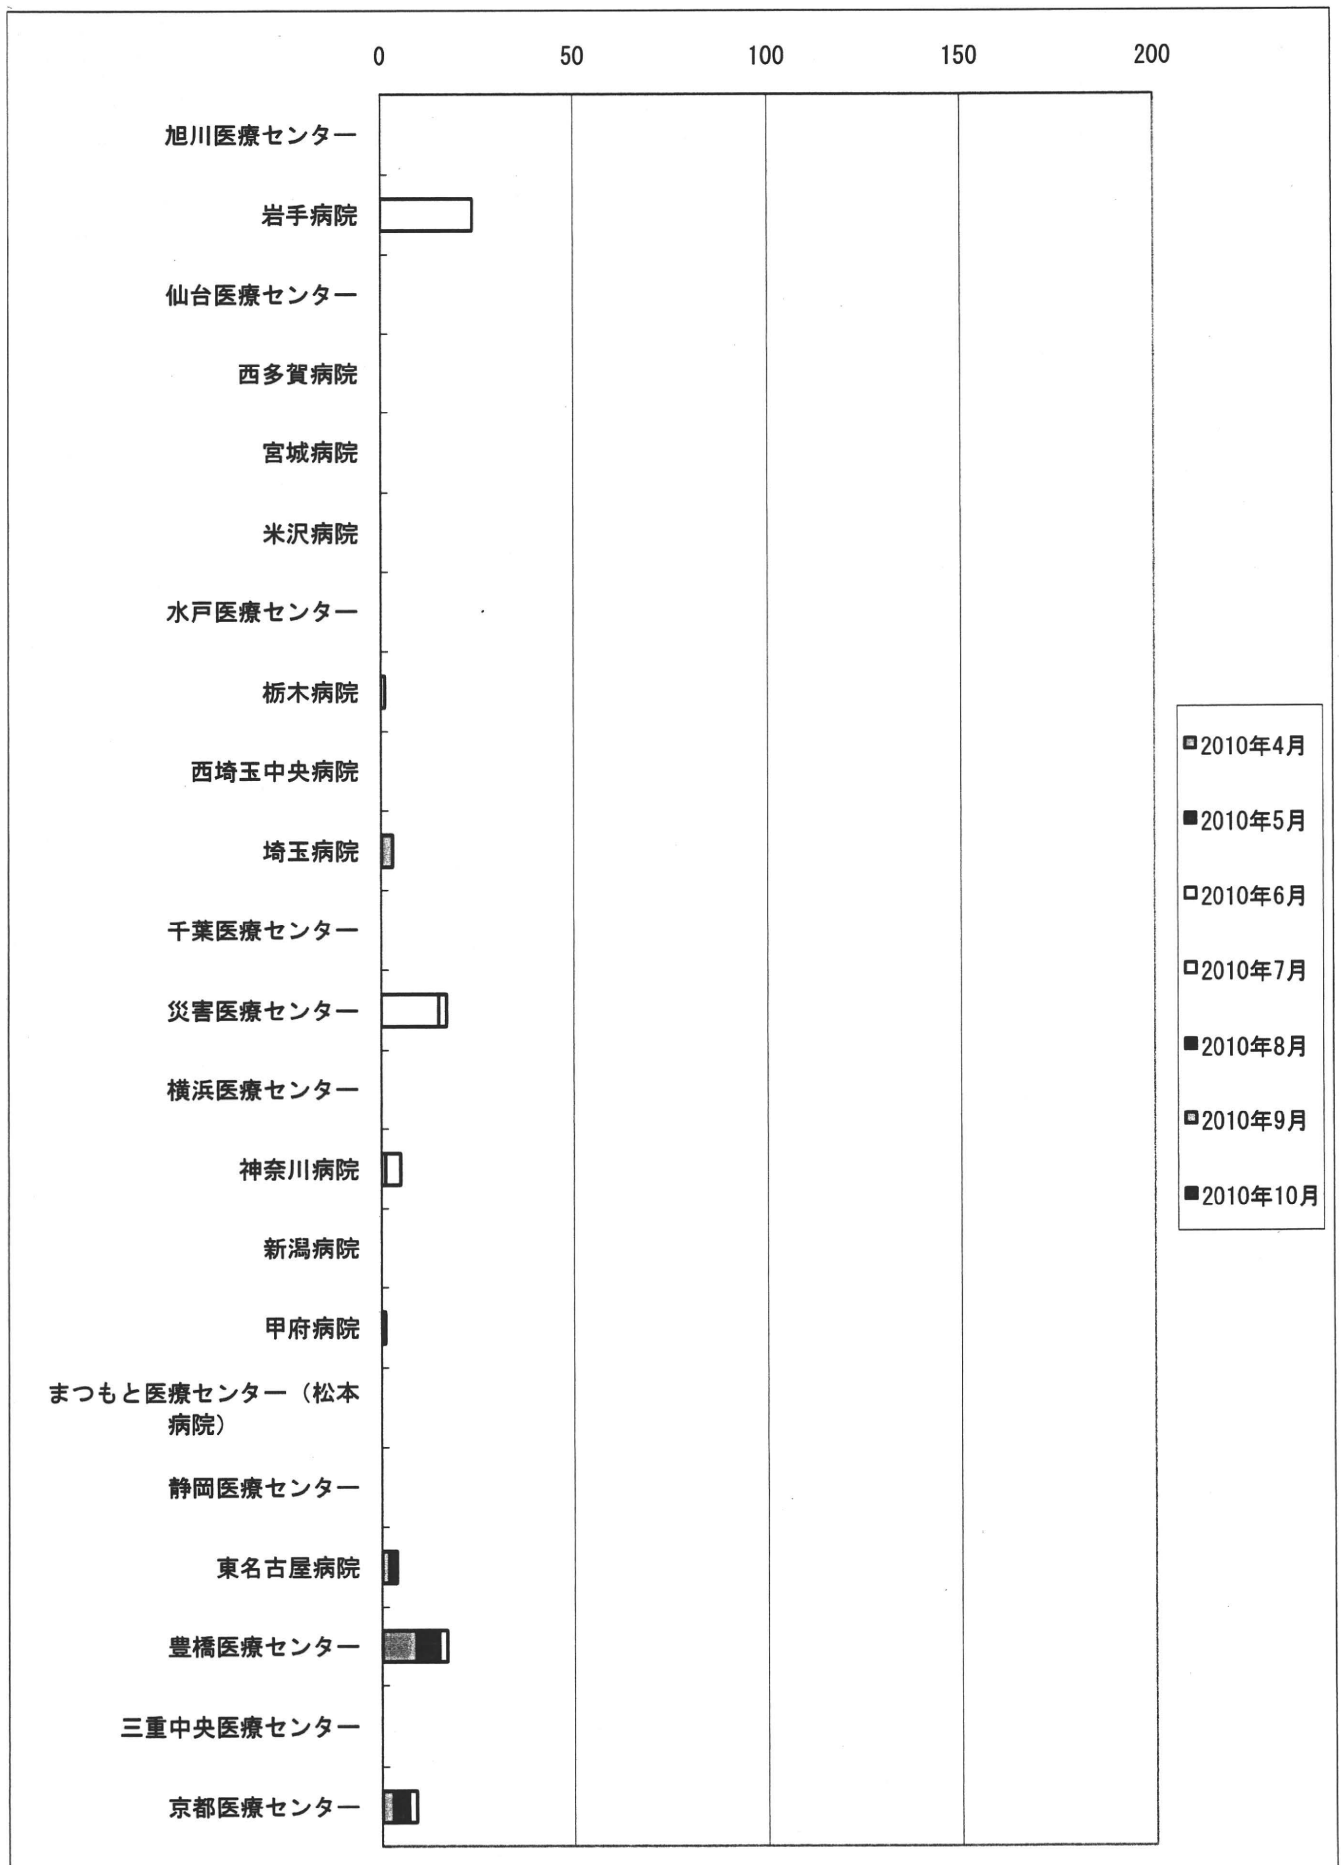 0 50 100 150 200
旭川医療センター
岩手病院
仙台医療センター
西多賀病院
宮城病院
米沢病院
水戸医療センター
栃木病院
西埼玉中央病院
埼玉病院
千葉医療センター
災害医療センター
横浜医療センター
神奈川病院
新潟病院
甲府病院
まつもと医療センター（松本
病院）
静岡医療センター
東名古屋病院
豊橋医療センター
三重中央医療センター
京都医療センター
2010年4月
2010年5月
2010年6月
2010年7月
2010年8月
2010年9月
2010年10月